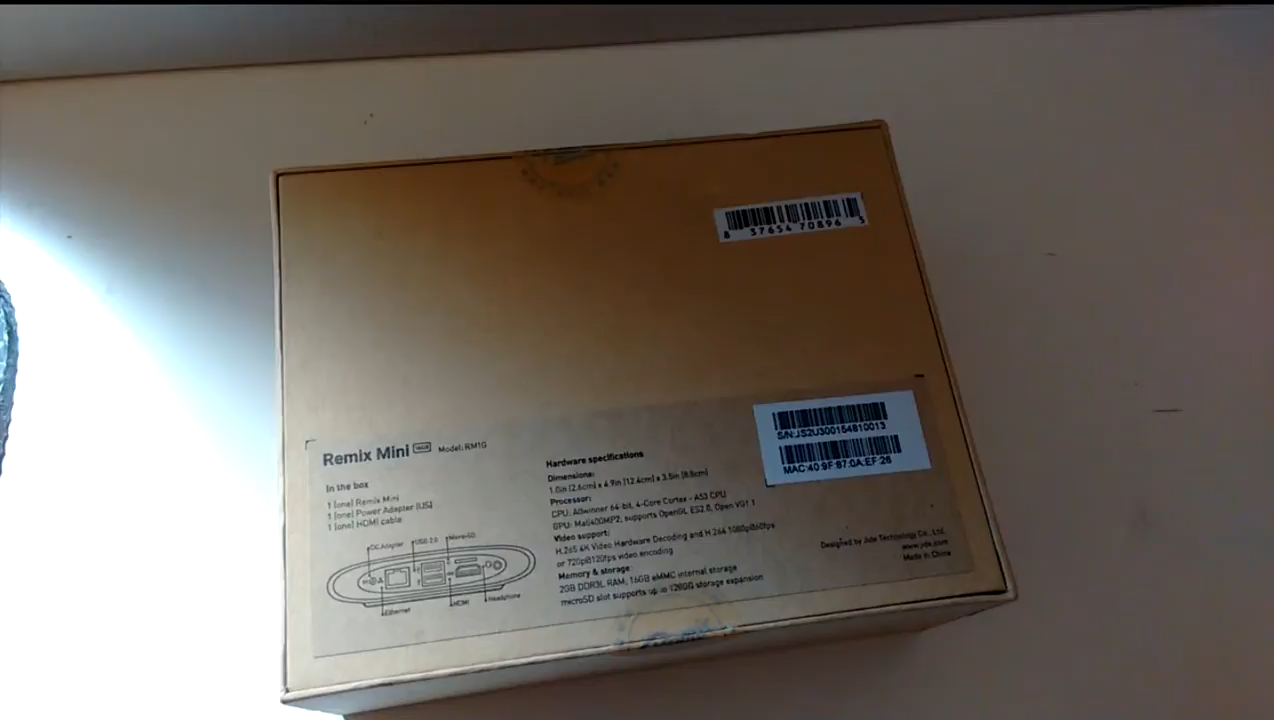 8 37654 70896 3
Remix Mini 16GB Model: RM1G
In the box
1 (one) Remix Mini
1 (one) Power Adapter (US)
1 (one) HDMI cable
DC Adapter
USB 2.0
MicroSD
Ethernet
HDMI
Headphone
Hardware specifications
Dimensions:
1.0in (2.6cm) x 4.9in (12.4cm) x 3.5in (8.8cm)
Processor:
CPU: Allwinner 64-bit, 4-Core Cortex - A53 CPU
GPU: Mali400MP2; supports OpenGL ES2.0, Open VG1.1
Video support:
H.265 4K Video Hardware Decoding and H.264 1080p@60fps
or 720p@120fps video encoding
Memory & storage:
2GB DDR3L RAM; 16GB eMMC internal storage
microSD slot supports up to 128GB storage expansion
S/N:JS2U300154810013
MAC:40:9F:87:0A:EF:26
Designed by Jide Technology Co., Ltd.
www.jide.com
Made in China